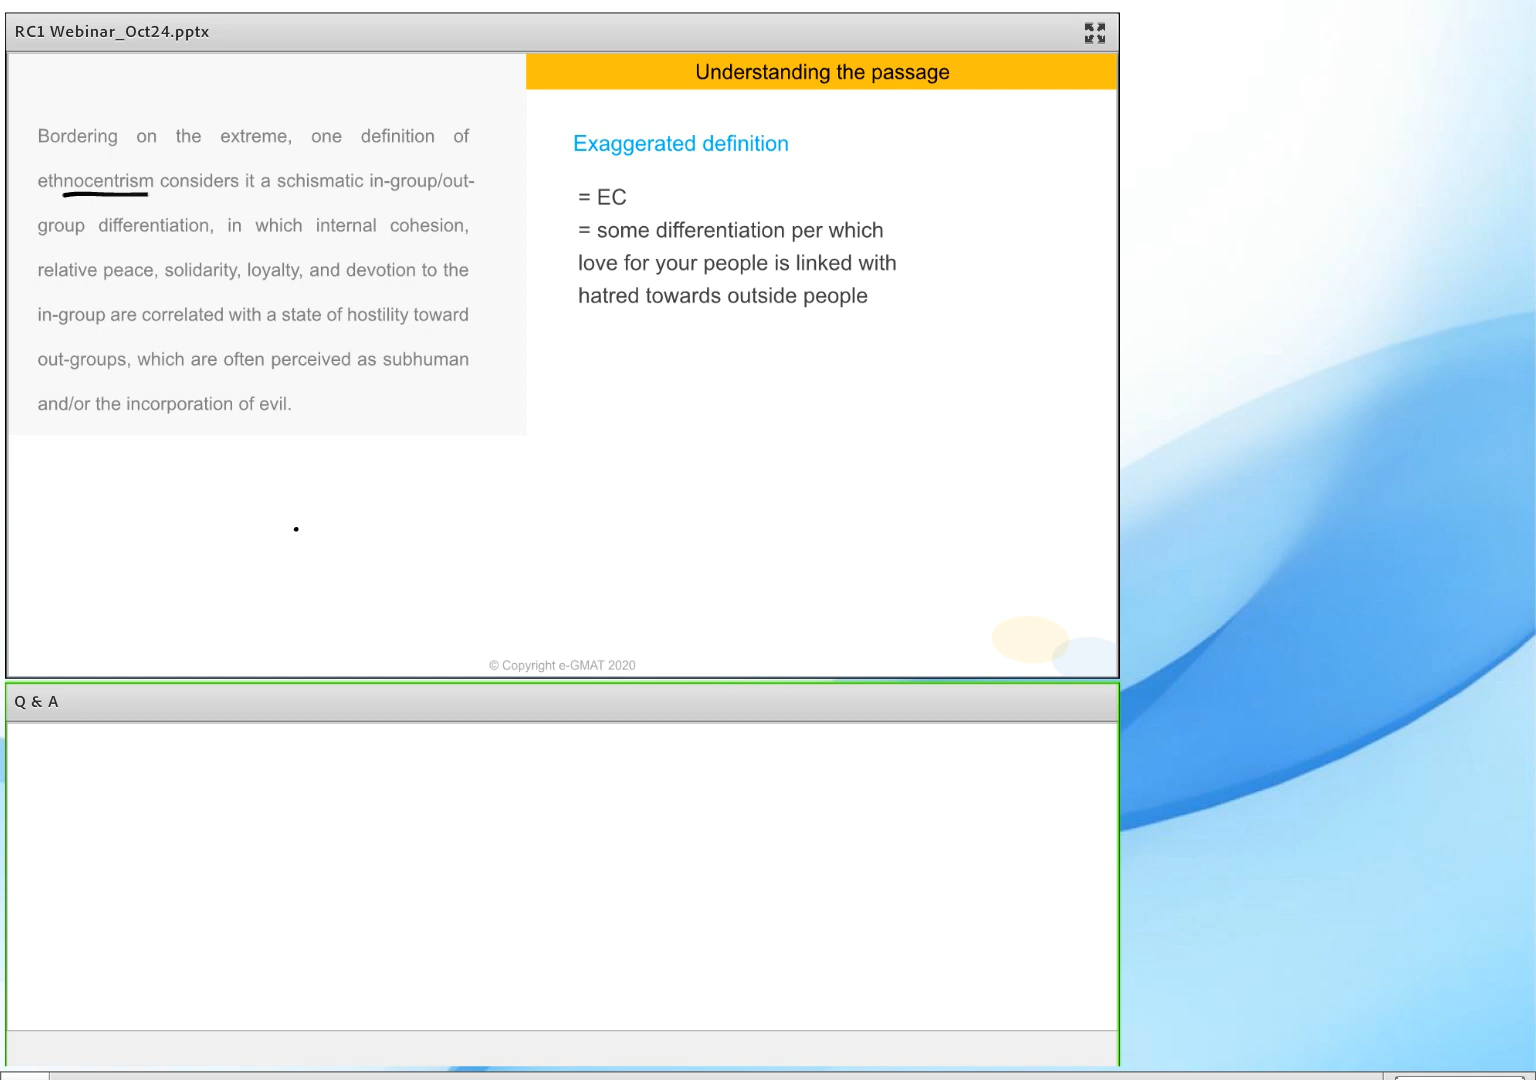 RC1 Webinar_Oct24.pptx
Understanding the passage
Bordering on the extreme, one definition of
ethnocentrism considers it a schismatic in-group/out-
group differentiation, in which internal cohesion,
relative peace, solidarity, loyalty, and devotion to the
in-group are correlated with a state of hostility toward
out-groups, which are often perceived as subhuman
and/or the incorporation of evil.
Exaggerated definition
= EC
= some differentiation per which
love for your people is linked with
hatred towards outside people
© Copyright e-GMAT 2020
Q & A